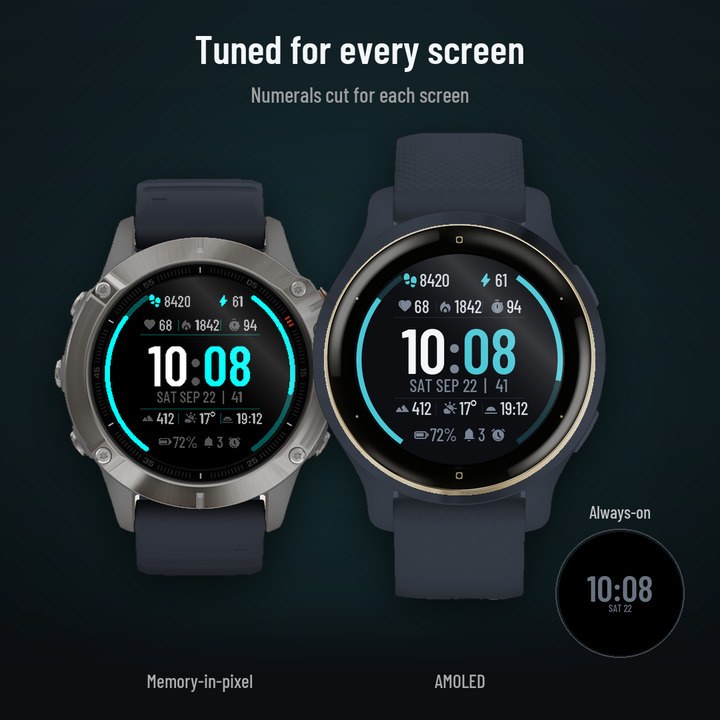 Tuned for every screen
Numerals cut for each screen
8420 61
68 1842 94
10:08
SAT SEP 22 | 41
412 17° 19:12
72% 3
8420 61
68 1842 94
10:08
SAT SEP 22 | 41
412 17° 19:12
72% 3
Always-on
10:08
SAT 22
Memory-in-pixel
AMOLED